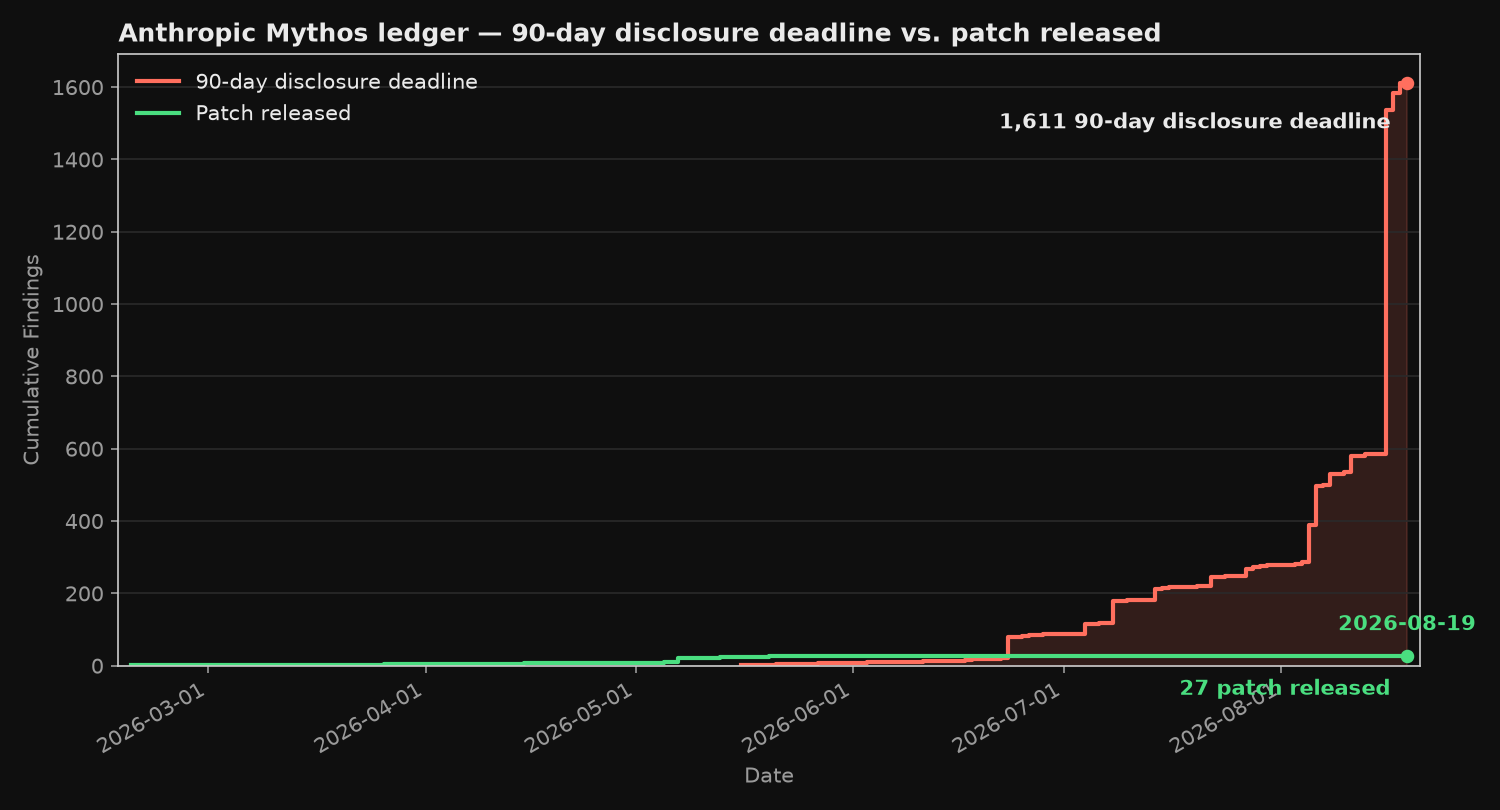 Anthropic Mythos ledger — 90-day disclosure deadline vs. patch released
90-day disclosure deadline
Patch released
1,611 90-day disclosure deadline
1600
1400
1200
1000
800
600
400
200
0
Cumulative Findings
2026-08-19
27 patch released
2026-03-01
2026-04-01
2026-05-01
2026-06-01
2026-07-01
2026-08-01
Date